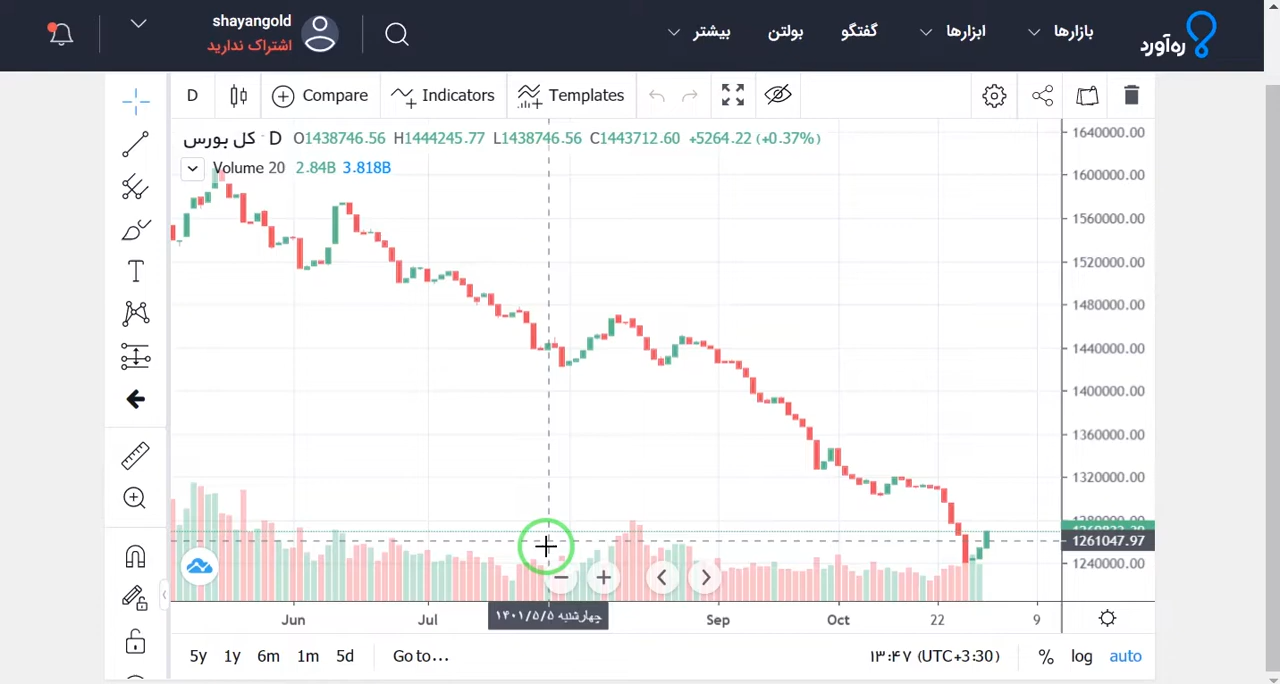 shayangold
اشتراک ندارید
بازارها
ابزارها
گفتگو
بولتن
بیشتر
ره‌آورد
D
Compare
Indicators
Templates
کل بورس · D O1438746.56 H1444245.77 L1438746.56 C1443712.60 +5264.22 (+0.37%)
Volume 20 2.84B 3.818B
1640000.00
1600000.00
1560000.00
1520000.00
1480000.00
1440000.00
1400000.00
1360000.00
1320000.00
1261047.97
1240000.00
Jun
Jul
چهارشنبه ۱۴۰۱/۵/۵
Sep
Oct
22
9
5y 1y 6m 1m 5d Go to...
۱۳:۴۷ (UTC+3:30) % log auto